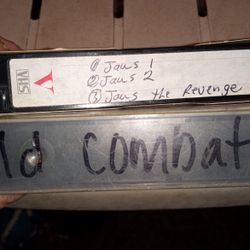 ① Jaws 1
② Jaws 2
③ Jaws the Revenge
V
VHS
ld combat